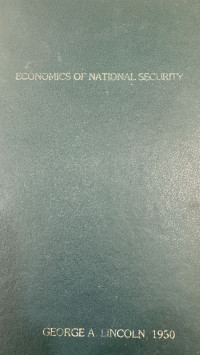 ECONOMICS OF NATIONAL SECURITY
GEORGE A. LINCOLN, 1950